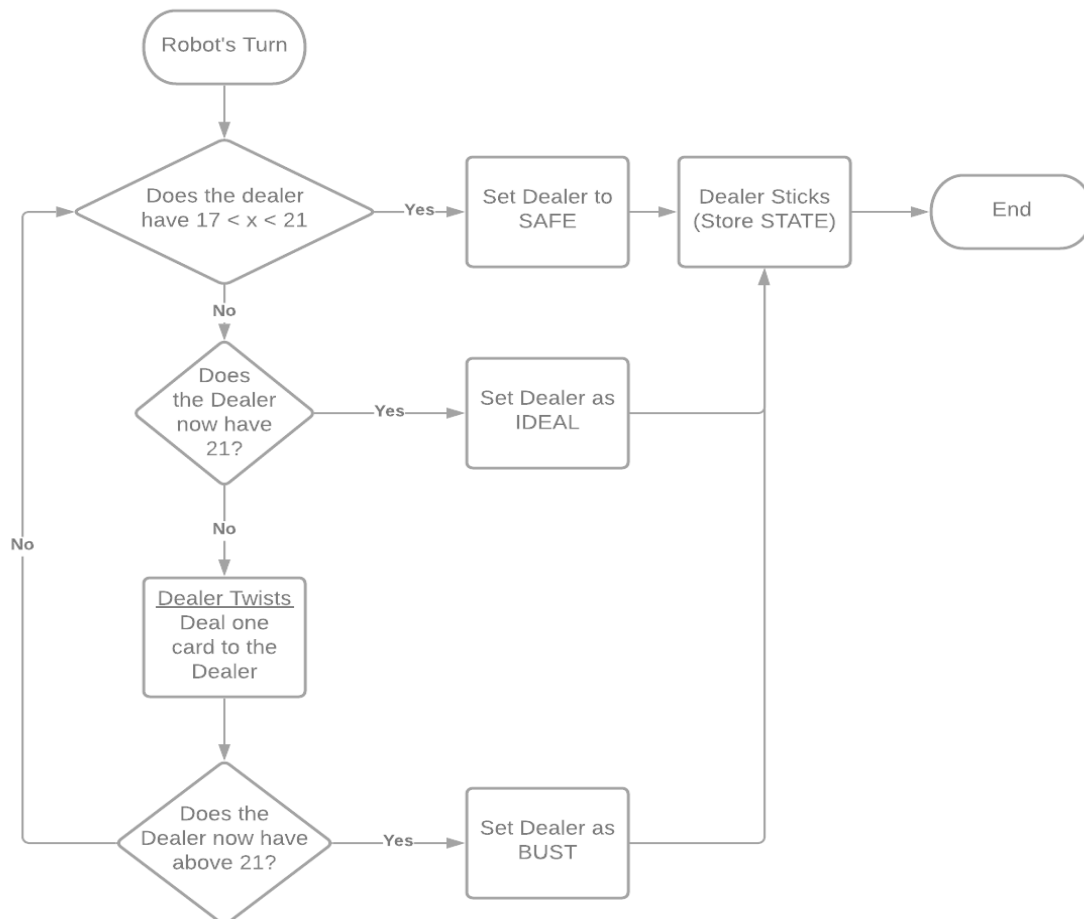 Robot's Turn
Does the dealer
have 17 < x < 21
Yes
Set Dealer to
SAFE
Dealer Sticks
(Store STATE)
End
No
Does
the Dealer
now have
21?
Yes
Set Dealer as
IDEAL
No
No
Dealer Twists
Deal one
card to the
Dealer
Does the
Dealer now have
above 21?
Yes
Set Dealer as
BUST